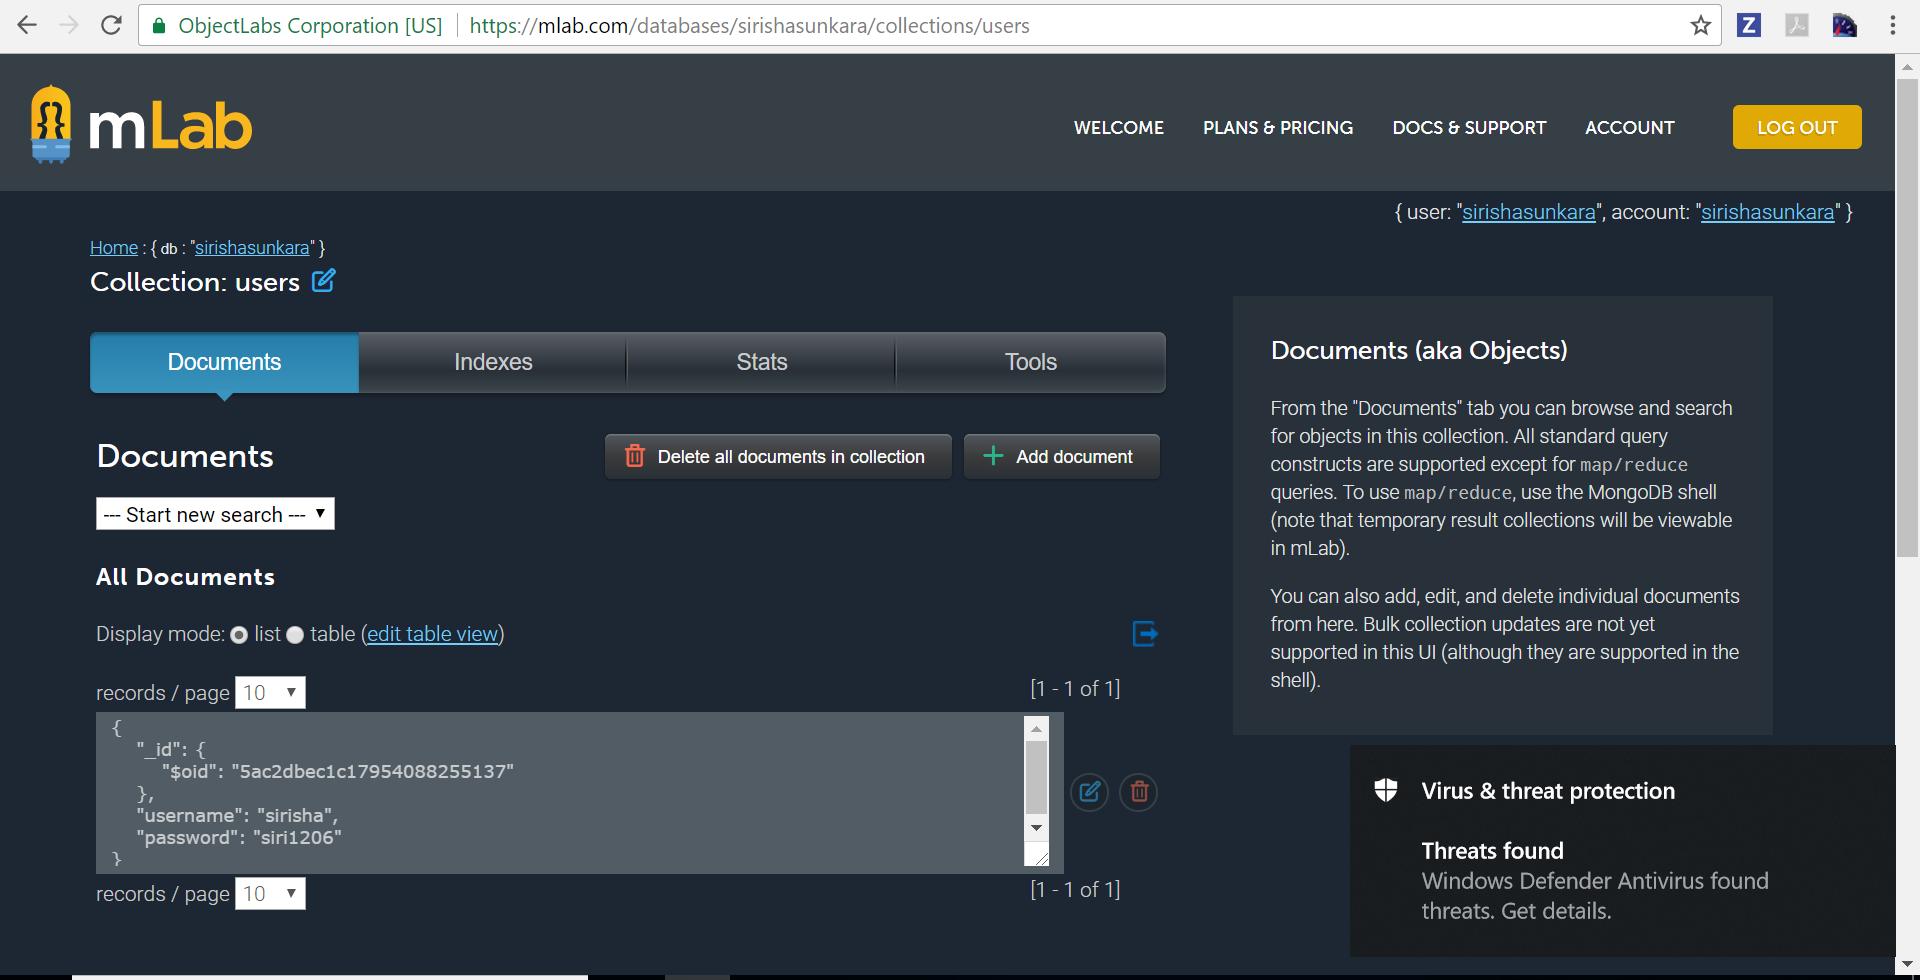 ObjectLabs Corporation [US] https://mlab.com/databases/sirishasunkara/collections/users
Z
mLab
WELCOME PLANS & PRICING DOCS & SUPPORT ACCOUNT LOG OUT
{ user: "sirishasunkara", account: "sirishasunkara" }
Home : { db : "sirishasunkara" }
Collection: users
Documents Indexes Stats Tools
Documents
Delete all documents in collection
Add document
--- Start new search ---
All Documents
Display mode: list table (edit table view)
records / page 10 [1 - 1 of 1]
{
"_id": {
"$oid": "5ac2dbec1c17954088255137"
},
"username": "sirisha",
"password": "siri1206"
}
records / page 10 [1 - 1 of 1]
Documents (aka Objects)
From the "Documents" tab you can browse and search
for objects in this collection. All standard query
constructs are supported except for map/reduce
queries. To use map/reduce, use the MongoDB shell
(note that temporary result collections will be viewable
in mLab).
You can also add, edit, and delete individual documents
from here. Bulk collection updates are not yet
supported in this UI (although they are supported in the
shell).
Virus & threat protection
Threats found
Windows Defender Antivirus found
threats. Get details.